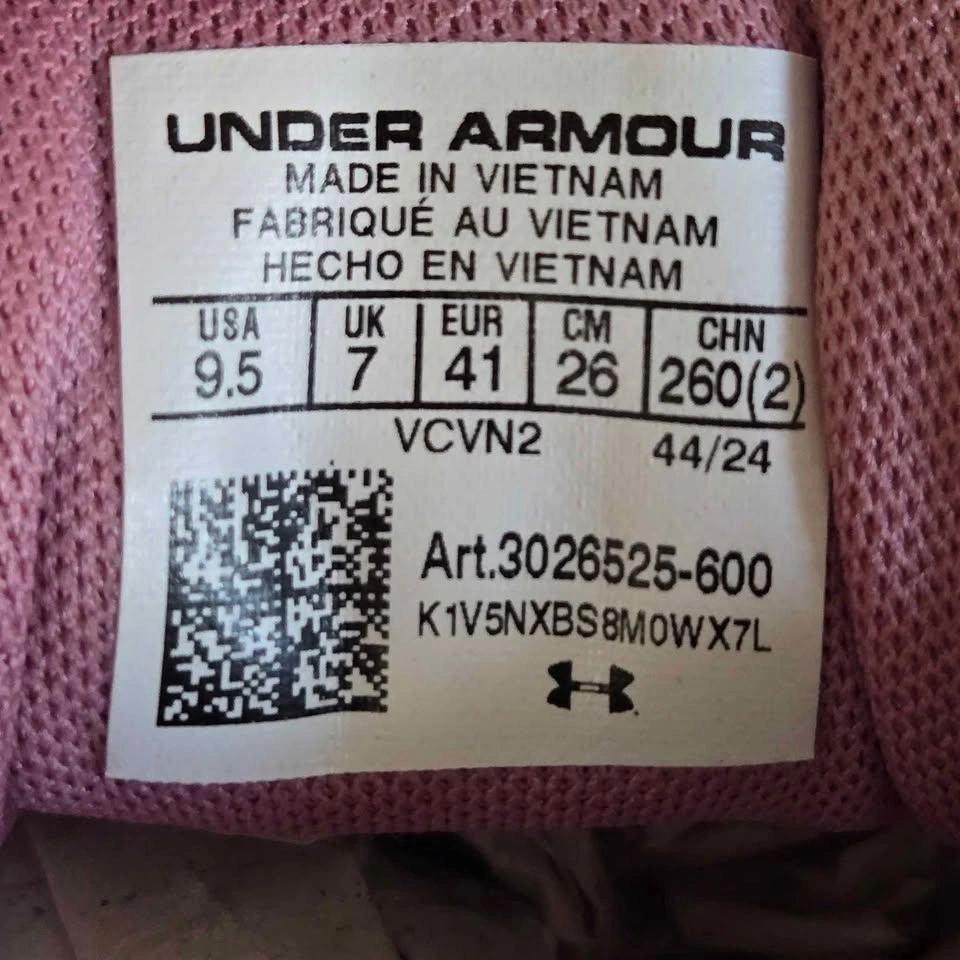 UNDER ARMOUR
MADE IN VIETNAM
FABRIQUÉ AU VIETNAM
HECHO EN VIETNAM
USA UK EUR CM CHN
9.5 7 41 26 260(2)
VCVN2 44/24
Art.3026525-600
K1V5NXBS8M0WX7L